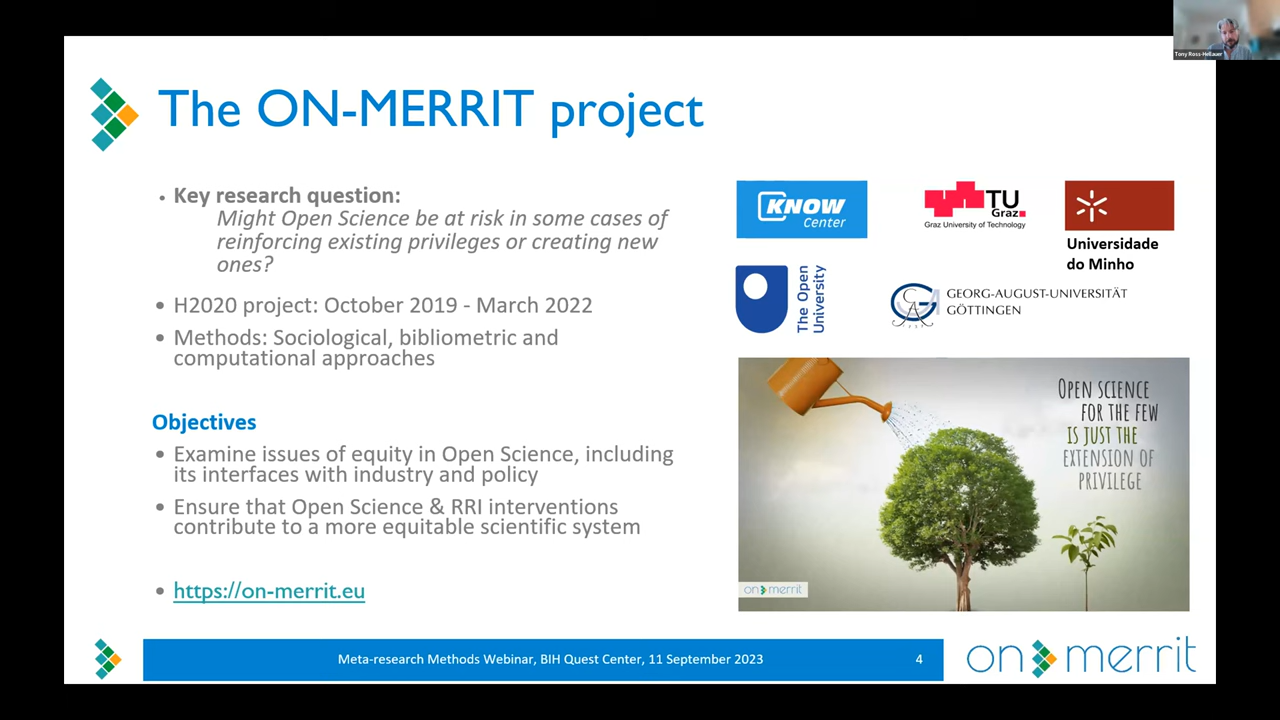 Tony Ross-Hellauer
The ON-MERRIT project
• Key research question:
Might Open Science be at risk in some cases of
reinforcing existing privileges or creating new
ones?
• H2020 project: October 2019 - March 2022
• Methods: Sociological, bibliometric and
computational approaches
Objectives
• Examine issues of equity in Open Science, including
its interfaces with industry and policy
• Ensure that Open Science & RRI interventions
contribute to a more equitable scientific system
• https://on-merrit.eu
KNOW
Center
TU
Graz
Graz University of Technology
Universidade
do Minho
The Open
University
GEORG-AUGUST-UNIVERSITÄT
GÖTTINGEN
OPEN SCIENCE
FOR THE FEW
IS JUST THE
EXTENSION OF
PRIVILEGE
on merrit
Meta-research Methods Webinar, BIH Quest Center, 11 September 2023
4
on merrit